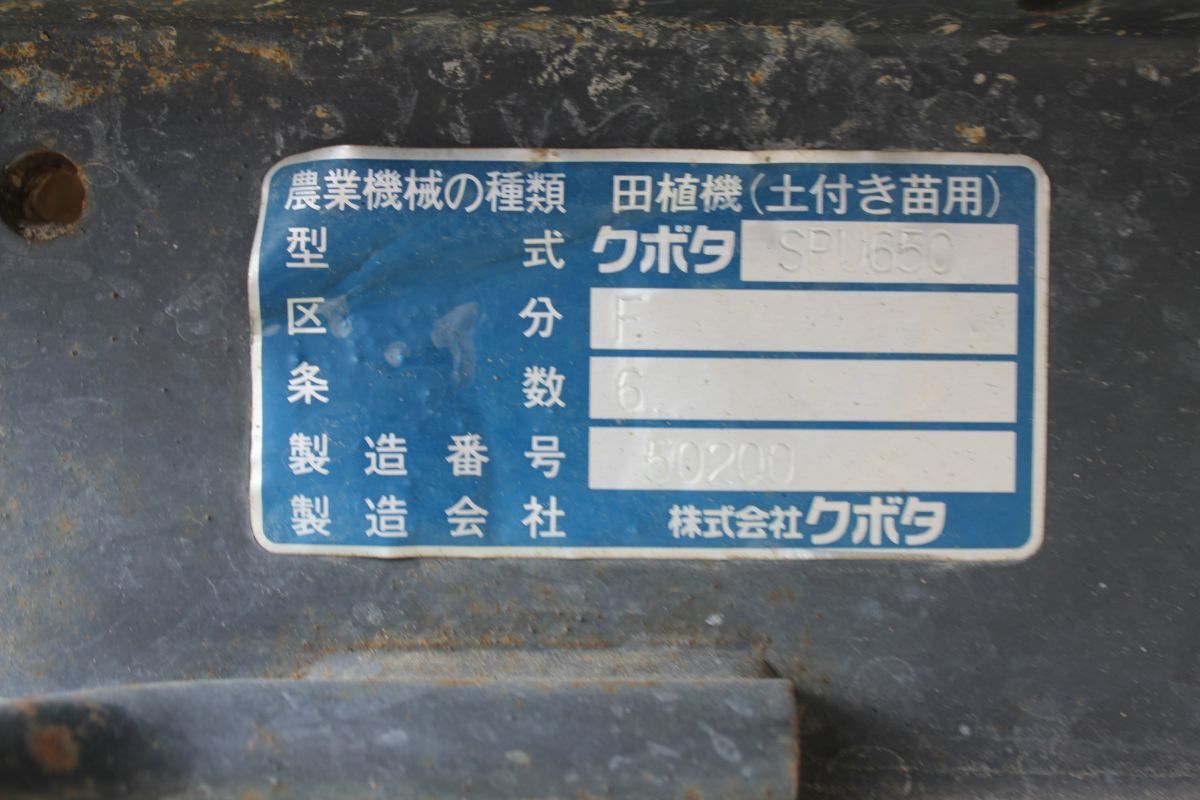 農業機械の種類 田植機(土付き苗用)
型式 クボタ SPU650
区分 F
条数 6
製造番号 50200
製造会社 株式会社クボタ